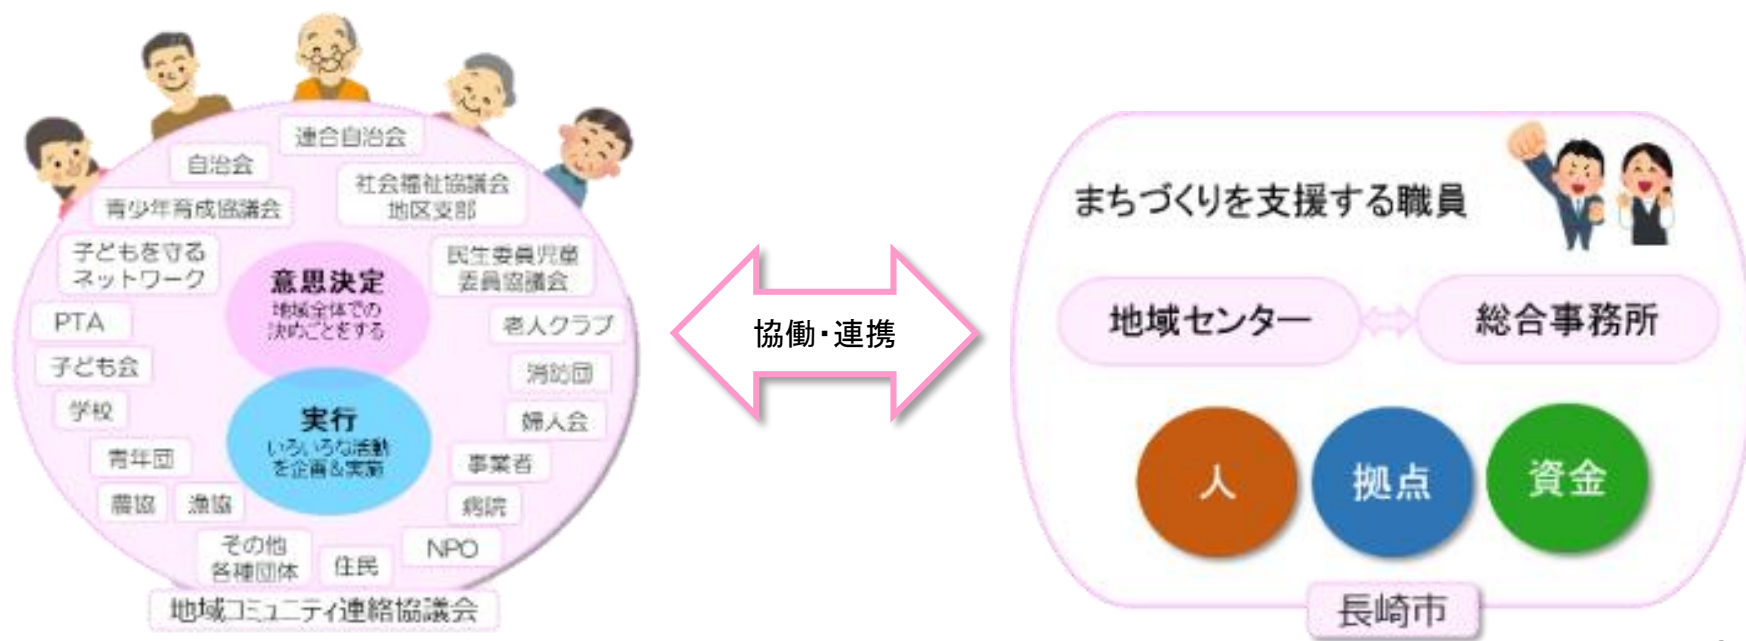 連合自治会
自治会
社会福祉協議会
地区支部
青少年育成協議会
子どもを守る
ネットワーク
民生委員児童
委員協議会
意思決定
地域全体での
決めごとをする
PTA
老人クラブ
子ども会
消防団
学校
婦人会
実行
いろいろな活動
を企画&実施
青年団
事業者
農協
漁協
病院
その他
各種団体
住民
NPO
地域コミュニティ連絡協議会
協働・連携
まちづくりを支援する職員
地域センター
総合事務所
人
拠点
資金
長崎市